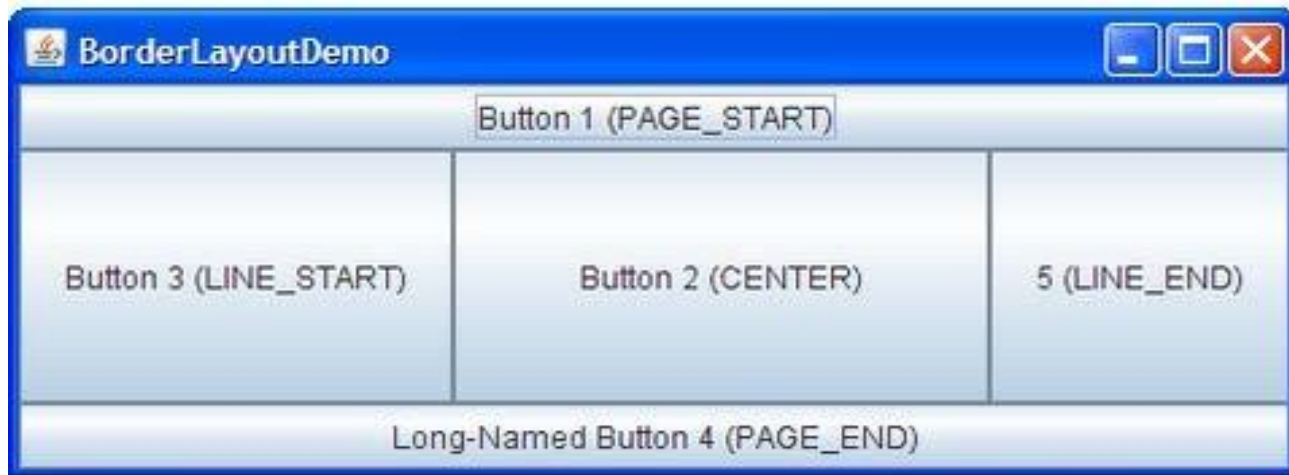 BorderLayoutDemo
Button 1 (PAGE_START)
Button 3 (LINE_START)
Button 2 (CENTER)
5 (LINE_END)
Long-Named Button 4 (PAGE_END)